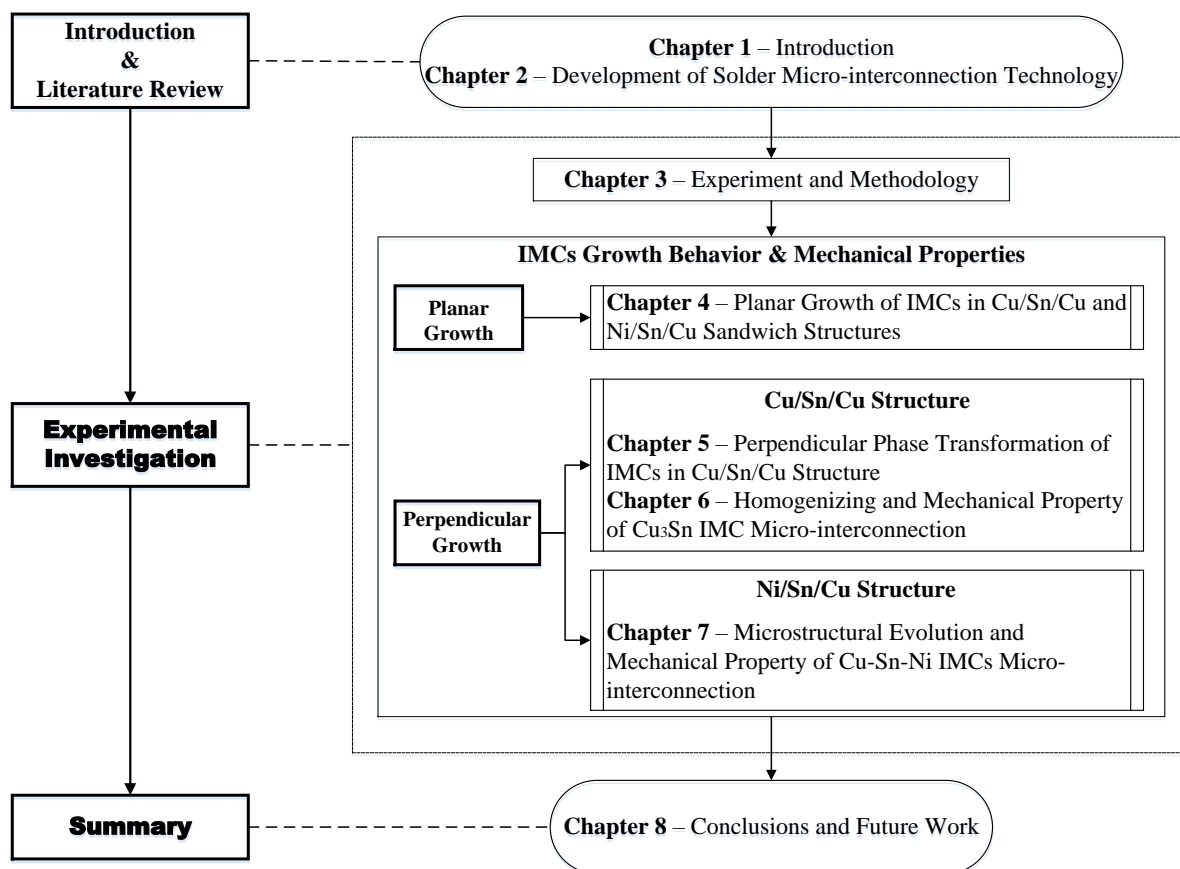 Introduction
&
Literature Review
Chapter 1 – Introduction
Chapter 2 – Development of Solder Micro-interconnection Technology
Chapter 3 – Experiment and Methodology
IMCs Growth Behavior & Mechanical Properties
Planar
Growth
Chapter 4 – Planar Growth of IMCs in Cu/Sn/Cu and
Ni/Sn/Cu Sandwich Structures
Experimental
Investigation
Perpendicular
Growth
Cu/Sn/Cu Structure
Chapter 5 – Perpendicular Phase Transformation of
IMCs in Cu/Sn/Cu Structure
Chapter 6 – Homogenizing and Mechanical Property
of Cu₃Sn IMC Micro-interconnection
Ni/Sn/Cu Structure
Chapter 7 – Microstructural Evolution and
Mechanical Property of Cu-Sn-Ni IMCs Micro-
interconnection
Summary
Chapter 8 – Conclusions and Future Work